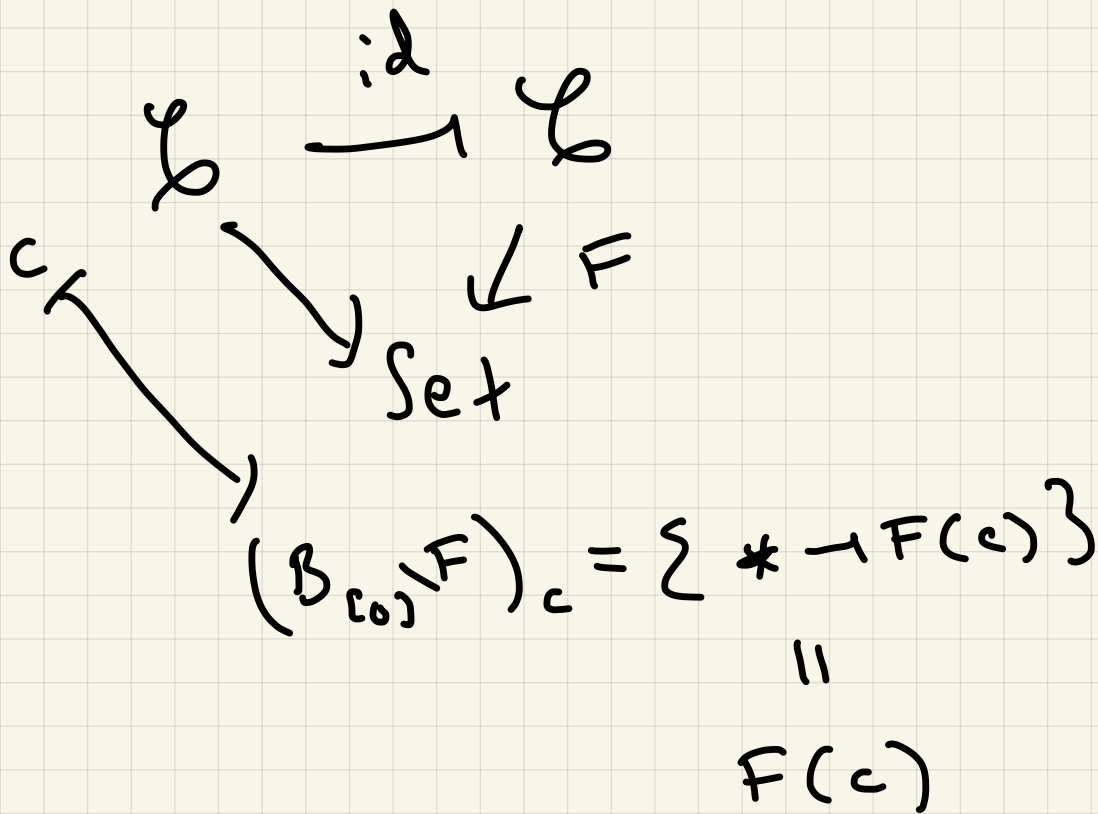 id
𝒞 → 𝒞
c
F
Set
(B_{[0]}\F)_c = { * → F(c) }
||
F(c)